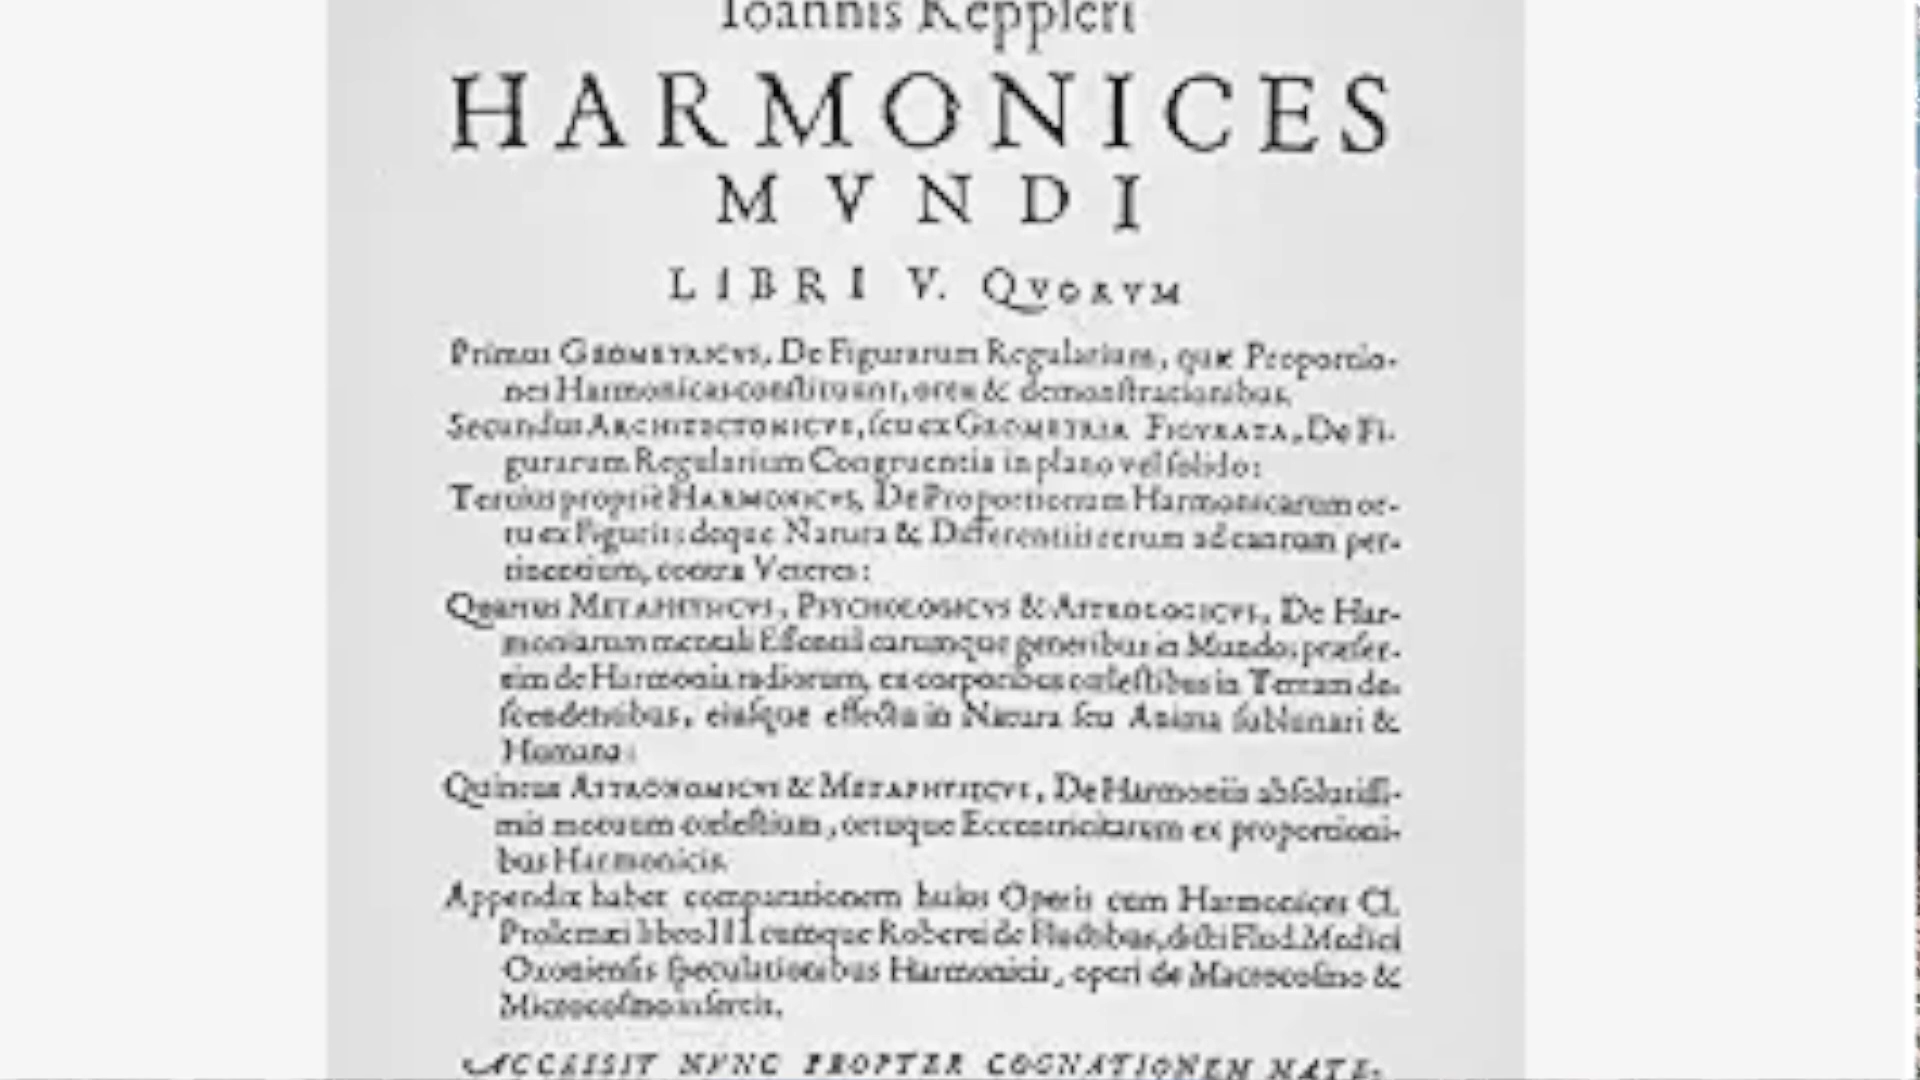 Ioannis Keppleri
HARMONICES
MVNDI
LIBRI V. QVORVM
Primus GEOMETRICVS, De Figurarum Regularium, quæ Proportio-
nes Harmonicas constituunt, ortu & demonstrationibus.
Secundus ARCHITECTONICVS, seu ex GEOMETRIA FIGVRATA, De Fi-
gurarum Regularium Congruentia in plano vel solido:
Tertius propriè HARMONICVS, De Proportionum Harmonicarum or-
tu ex Figuris; deque Natura & Differentiis rerum ad cantum per-
tinentium, contra Veteres:
Quartus METAPHYSICVS, PSYCHOLOGICVS & ASTROLOGICVS, De Har-
moniarum mentali Essentiâ earumque generibus in Mundo; præser-
tim de Harmonia radiorum, ex corporibus cœlestibus in Terram de-
scendentibus, eiusque effectu in Natura seu Anima sublunari &
Humana:
Quintus ASTRONOMICVS & METAPHYSICVS, De Harmoniis absolutissi-
mis motuum cœlestium, ortuque Eccentricitatum ex proportioni-
bus Harmonicis.
Appendix habet comparationem huius Operis cum Harmonices Cl.
Ptolemæi libro III cumque Roberti de Fluctibus, dicti Flud. Medici
Oxoniensis speculationibus Harmonicis, operi de Macrocosmo &
Microcosmo insertis.
ACCESSIT NVNC PROPTER COGNATIONEM MATE-